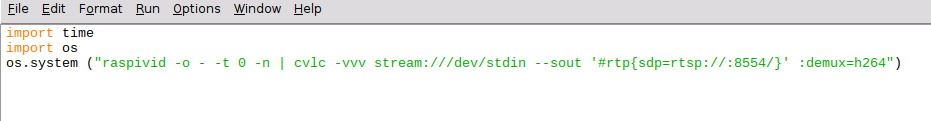 File Edit Format Run Options Window Help
import time
import os
os.system ("raspivid -o - -t 0 -n | cvlc -vvv stream:///dev/stdin --sout '#rtp{sdp=rtsp://:8554/}' :demux=h264")